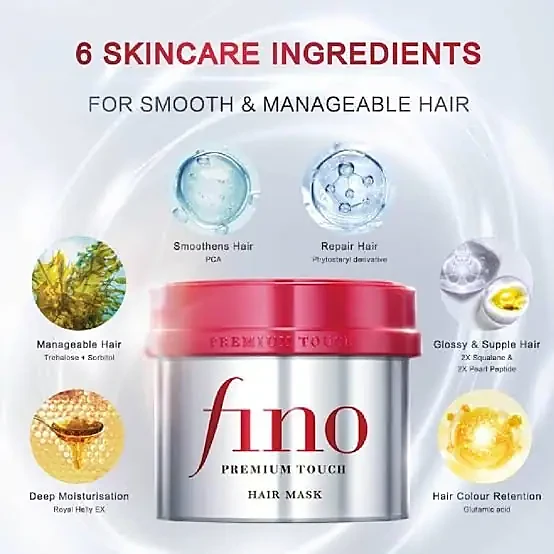 6 SKINCARE INGREDIENTS
FOR SMOOTH & MANAGEABLE HAIR
Smoothens Hair
PCA
Repair Hair
Phytosteryl derivative
Manageable Hair
Trehalose + Sorbitol
Glossy & Supple Hair
2X Squalane &
2X Pearl Peptide
PREMIUM TOUCH
fino
PREMIUM TOUCH
HAIR MASK
Deep Moisturisation
Royal Helly EX
Hair Colour Retention
Glutamic acid